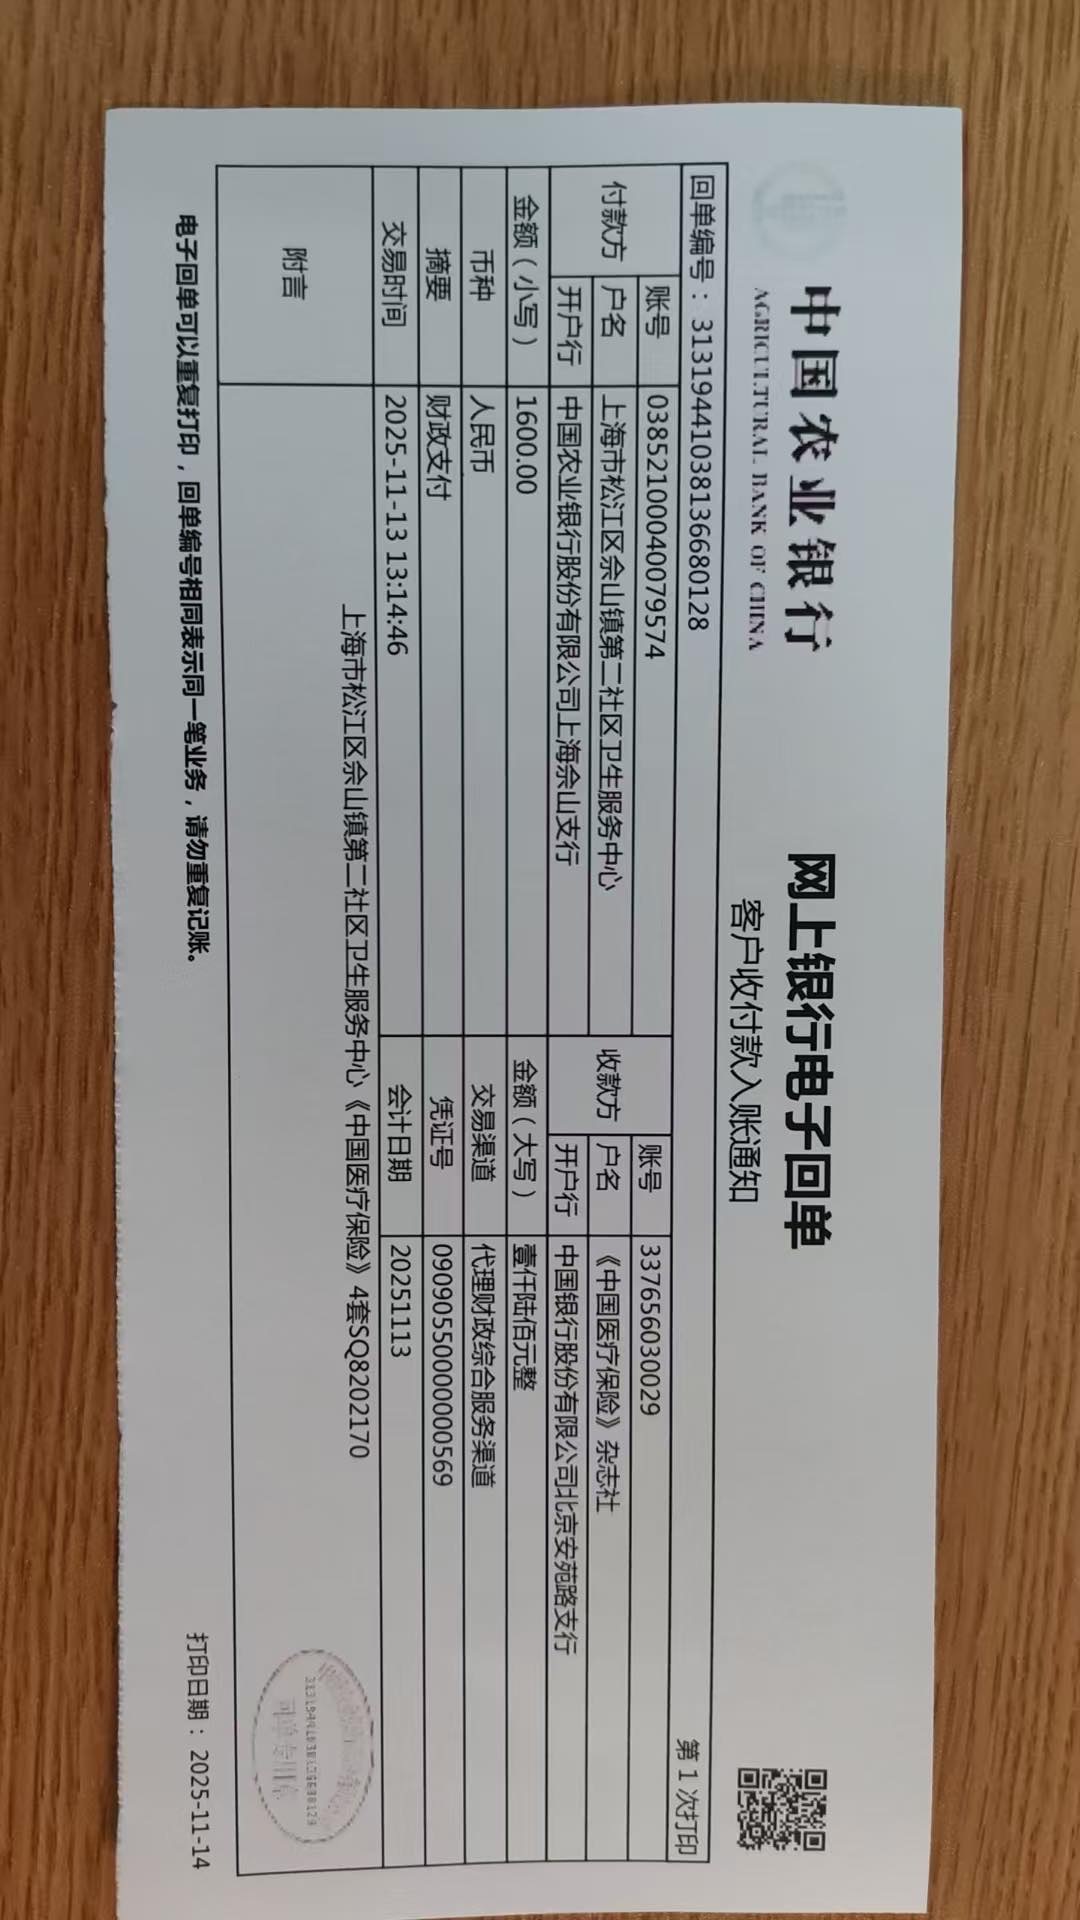 中国农业银行
AGRICULTURAL BANK OF CHINA
网上银行电子回单
客户收付款入账通知
回单编号：31319441038136680128 第 1 次打印
付款方 账号 03852100040079574 收款方 账号 337656030029
户名 上海市松江区佘山镇第二社区卫生服务中心 户名 《中国医疗保险》杂志社
开户行 中国农业银行股份有限公司上海佘山支行 开户行 中国银行股份有限公司北京安苑路支行
金额（小写） 1600.00 金额（大写） 壹仟陆佰元整
币种 人民币 交易渠道 代理财政综合服务渠道
摘要 财政支付 凭证号 0909055000000569
交易时间 2025-11-13 13:14:46 会计日期 20251113
附言 上海市松江区佘山镇第二社区卫生服务中心《中国医疗保险》4套SQ8202170
电子回单可以重复打印，回单编号相同表示同一笔业务，请勿重复记账。 打印日期：2025-11-14